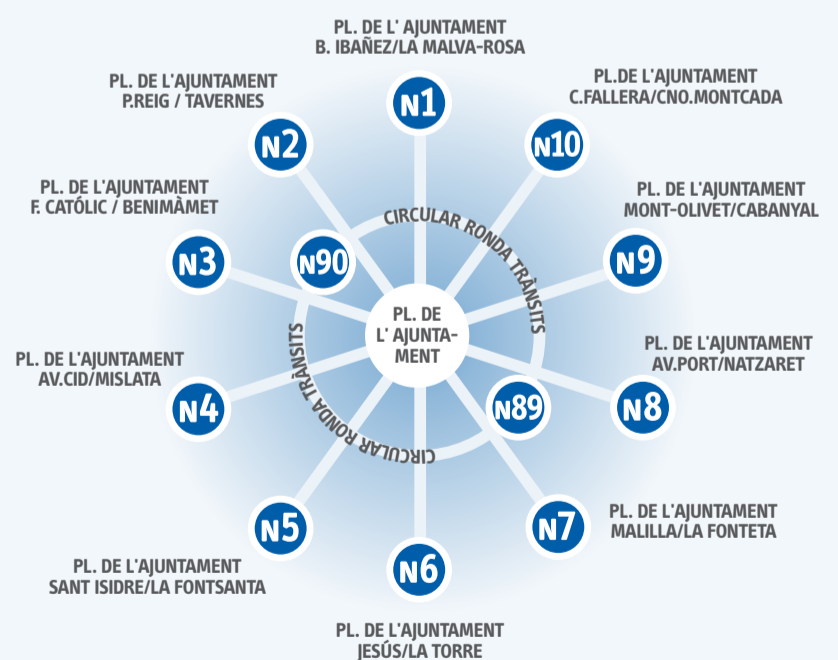 PL. DE L' AJUNTAMENT
B. IBAÑEZ/LA MALVA-ROSA
N1
PL.DE L'AJUNTAMENT
C.FALLERA/CNO.MONTCADA
N10
PL. DE L'AJUNTAMENT
MONT-OLIVET/CABANYAL
N9
PL. DE L'AJUNTAMENT
AV.PORT/NATZARET
N8
PL. DE L'AJUNTAMENT
MALILLA/LA FONTETA
N7
PL. DE L'AJUNTAMENT
JESÚS/LA TORRE
N6
PL. DE L'AJUNTAMENT
SANT ISIDRE/LA FONTSANTA
N5
PL. DE L'AJUNTAMENT
AV.CID/MISLATA
N4
PL. DE L'AJUNTAMENT
F. CATÓLIC / BENIMÀMET
N3
PL. DE L'AJUNTAMENT
P.REIG / TAVERNES
N2
N90
CIRCULAR RONDA TRÀNSITS
N89
CIRCULAR RONDA TRÀNSITS
PL. DE
L' AJUNTA-
MENT